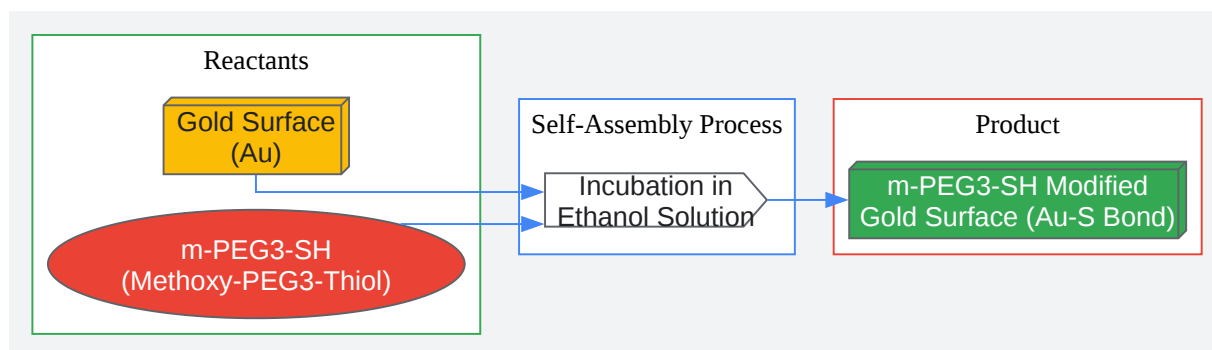 Reactants
Gold Surface
(Au)
m-PEG3-SH
(Methoxy-PEG3-Thiol)
Self-Assembly Process
Incubation in
Ethanol Solution
Product
m-PEG3-SH Modified
Gold Surface (Au-S Bond)